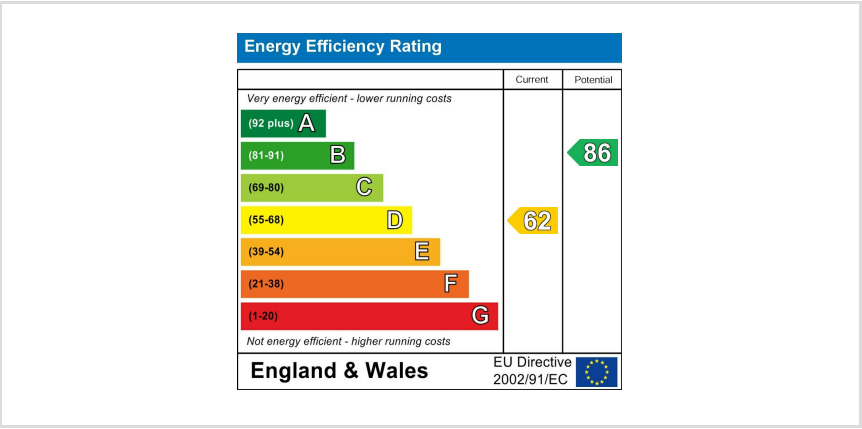 Energy Efficiency Rating
Current Potential
Very energy efficient - lower running costs
(92 plus) A
(81-91) B
86
(69-80) C
(55-68) D
62
(39-54) E
(21-38) F
(1-20) G
Not energy efficient - higher running costs
England & Wales
EU Directive
2002/91/EC